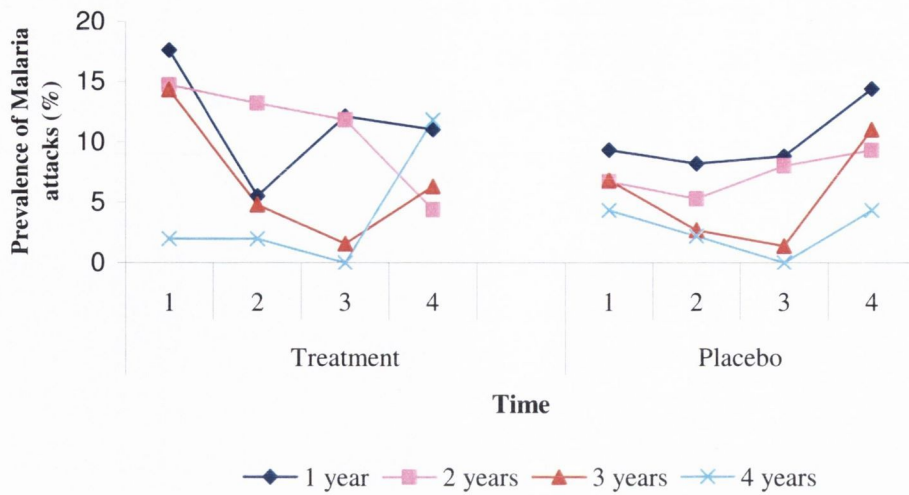 Prevalence of Malaria
attacks (%)
20
15
10
5
0
1 2 3 4 1 2 3 4
Treatment Placebo
Time
1 year 2 years 3 years 4 years